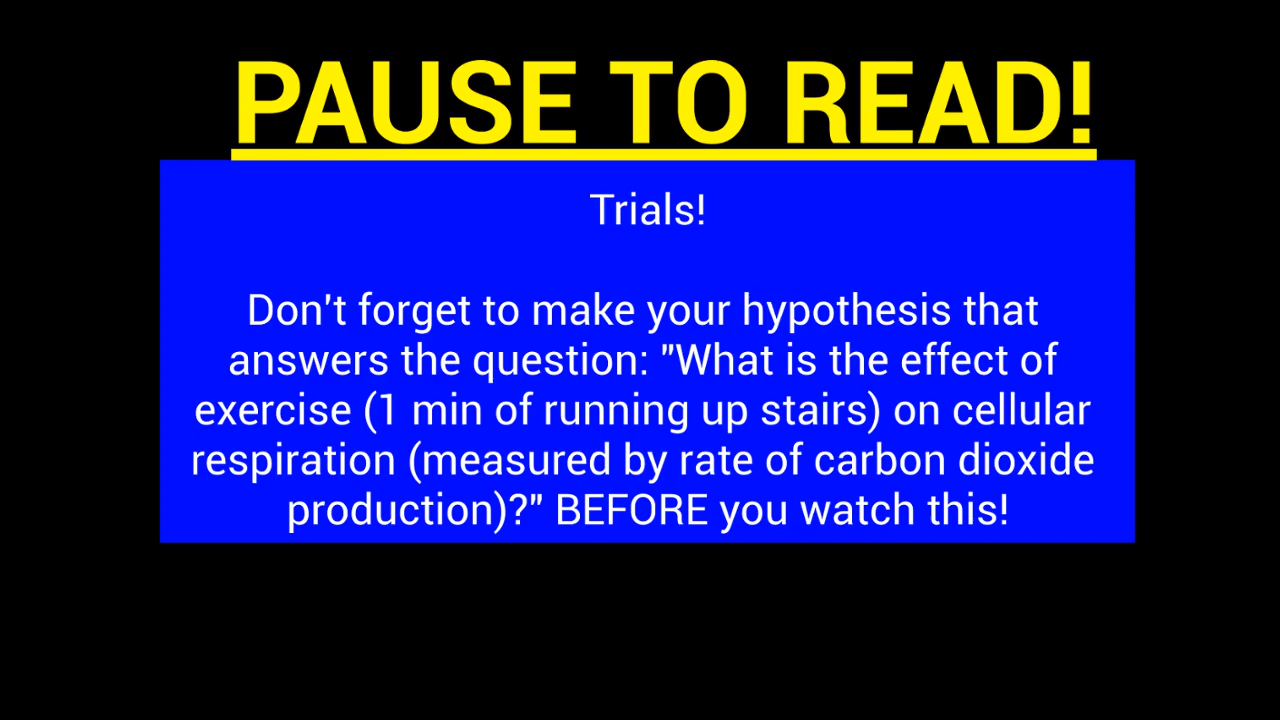 PAUSE TO READ!
Trials!
Don't forget to make your hypothesis that
answers the question: "What is the effect of
exercise (1 min of running up stairs) on cellular
respiration (measured by rate of carbon dioxide
production)?" BEFORE you watch this!